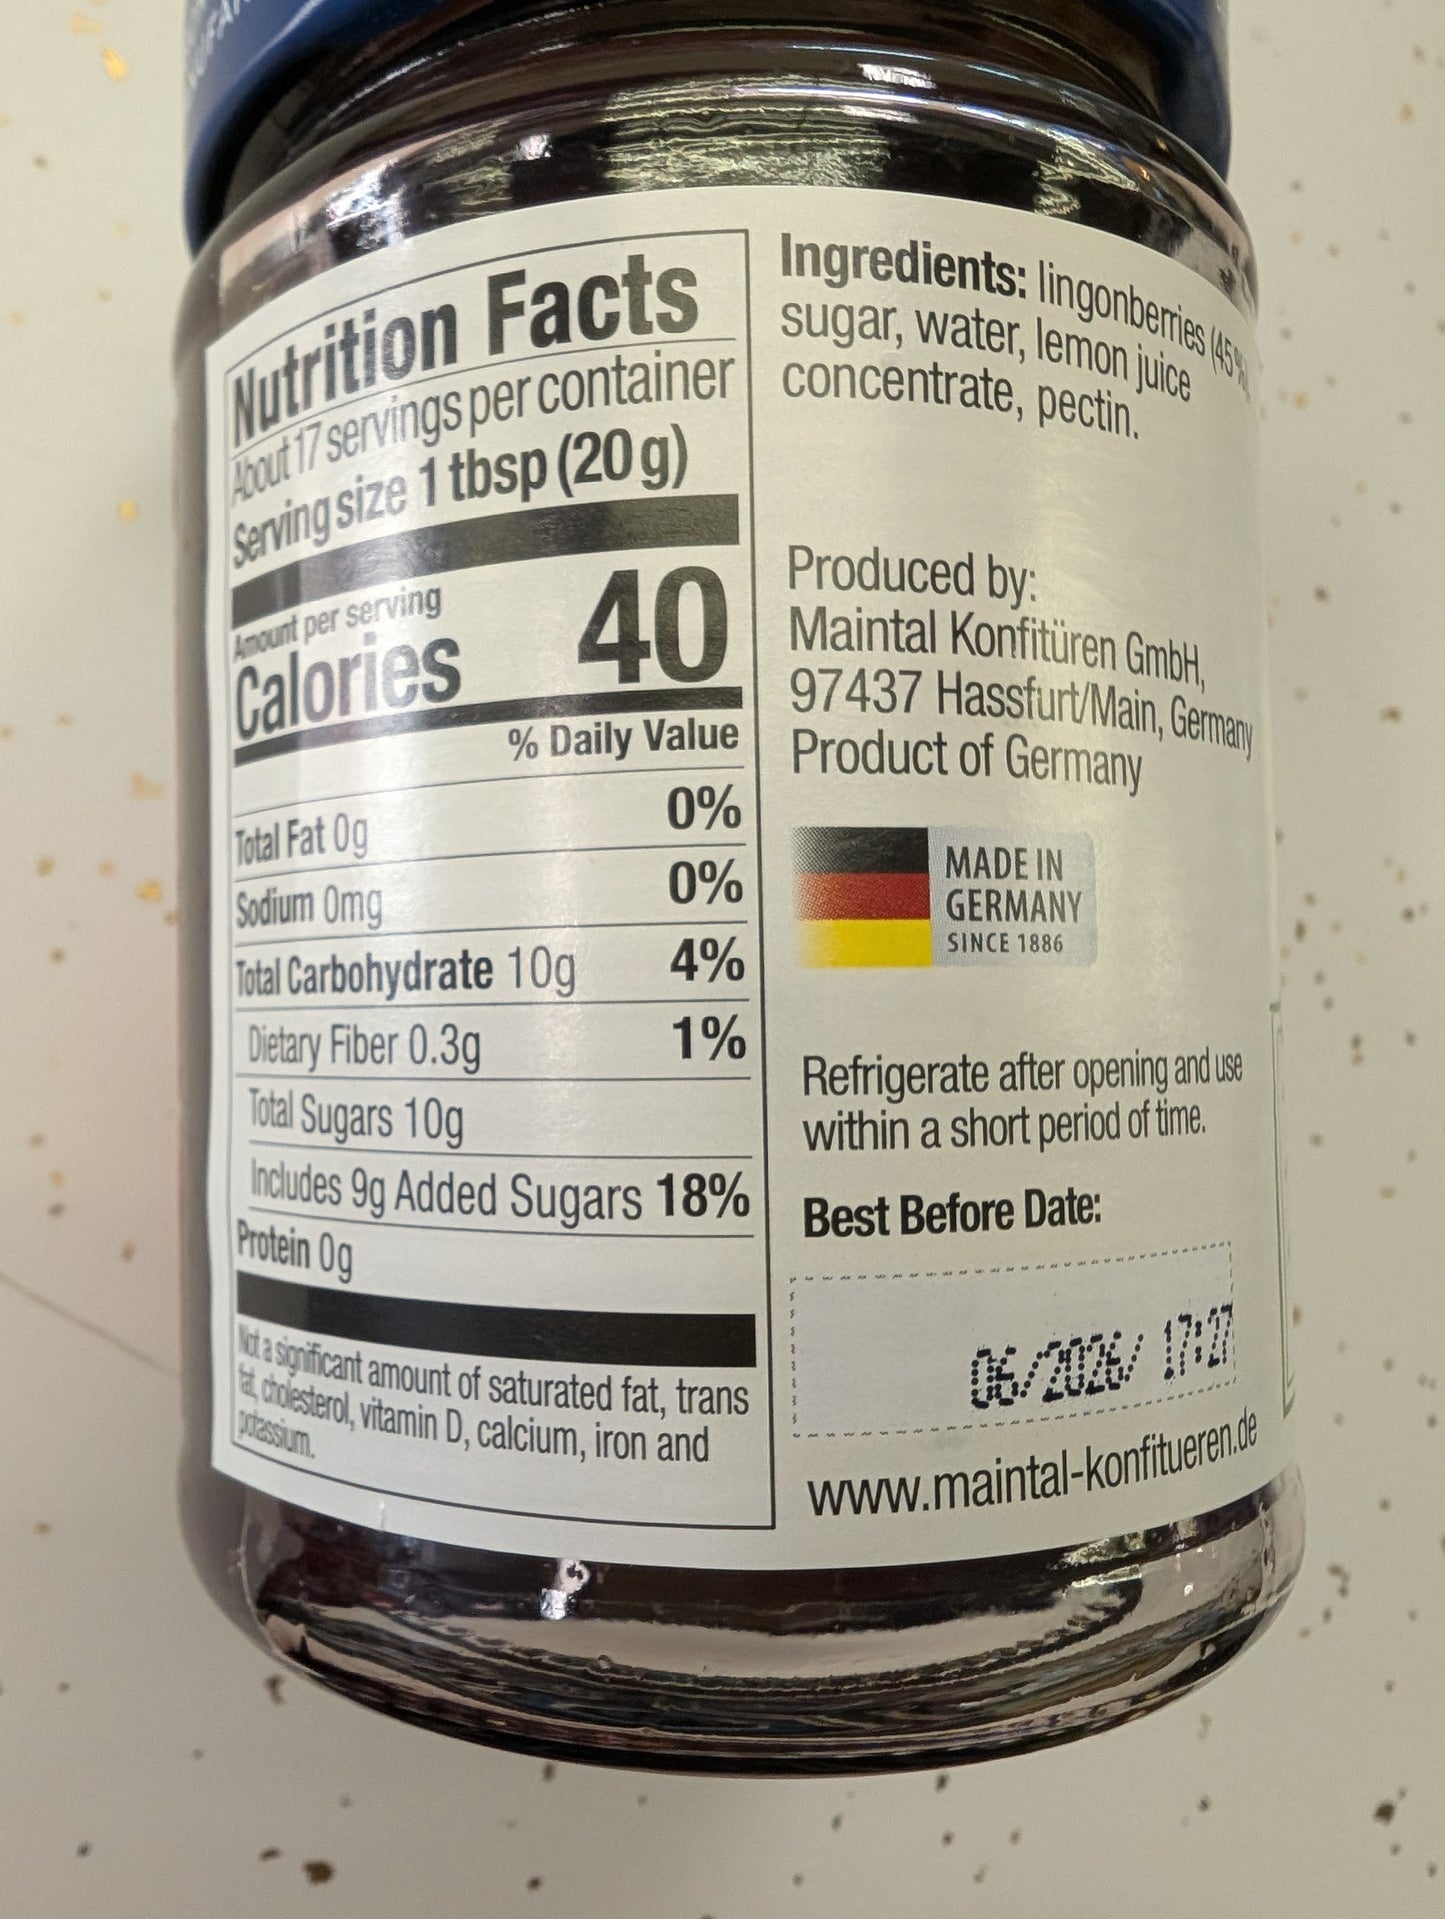 Nutrition Facts
About 17 servings per container
Serving size 1 tbsp (20 g)
Amount per serving
Calories 40
% Daily Value
Total Fat 0g 0%
Sodium 0mg 0%
Total Carbohydrate 10g 4%
Dietary Fiber 0.3g 1%
Total Sugars 10g
Includes 9g Added Sugars 18%
Protein 0g
Not a significant amount of saturated fat, trans
fat, cholesterol, vitamin D, calcium, iron and
potassium.
Ingredients: lingonberries (45%),
sugar, water, lemon juice
concentrate, pectin.
Produced by:
Maintal Konfitüren GmbH,
97437 Hassfurt/Main, Germany
Product of Germany
MADE IN
GERMANY
SINCE 1886
Refrigerate after opening and use
within a short period of time.
Best Before Date:
06/2026/ 17:27
www.maintal-konfitueren.de